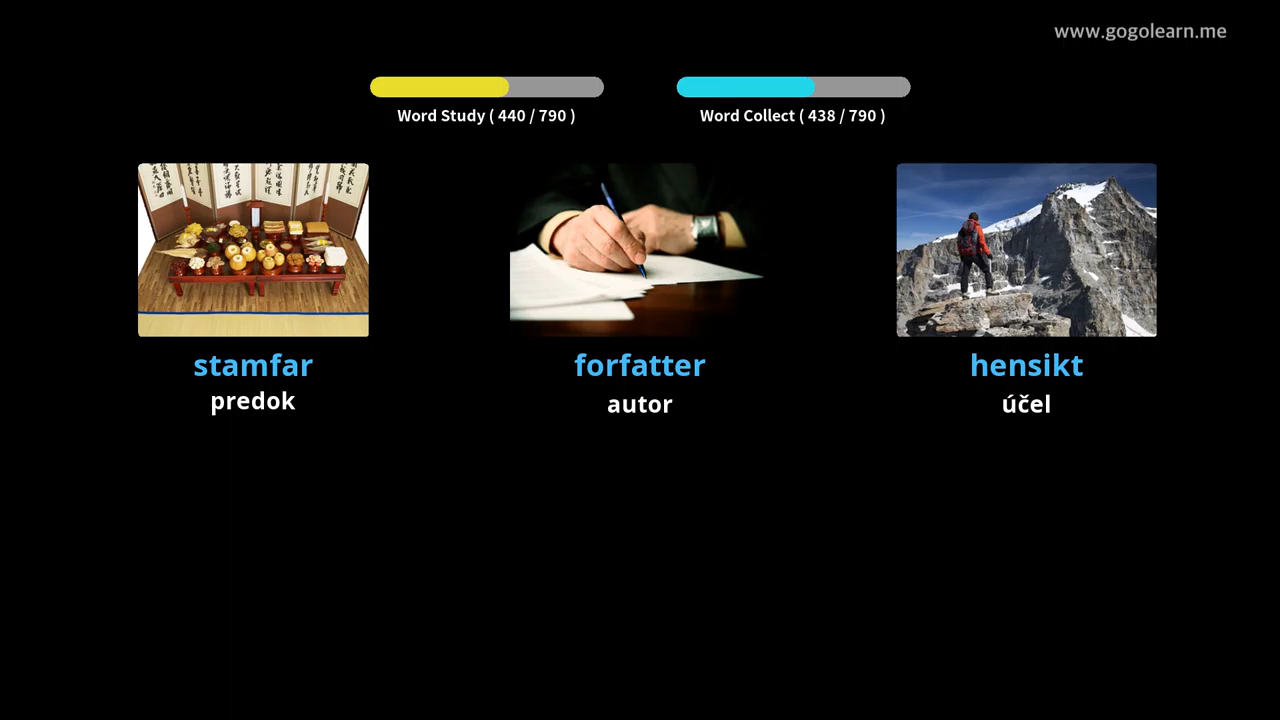 www.gogolearn.me
Word Study ( 440 / 790 )
Word Collect ( 438 / 790 )
stamfar
predok
forfatter
autor
hensikt
účel